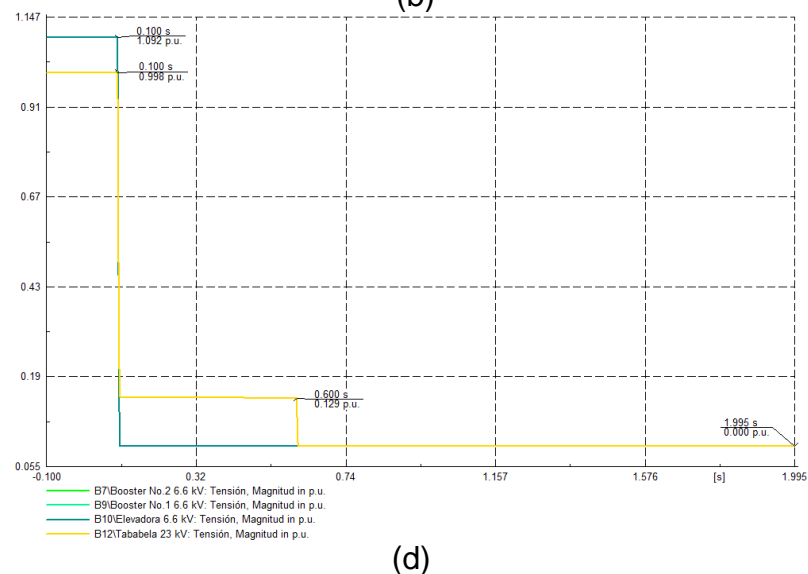 (b)
1.147
0.100 s
1.092 p.u.
0.100 s
0.998 p.u.
0.91
0.67
0.43
0.19
0.600 s
0.129 p.u.
1.995 s
0.000 p.u.
0.055
-0.100 0.32 0.74 1.157 1.576 [s] 1.995
B7\Booster No.2 6.6 kV: Tensión, Magnitud in p.u.
B9\Booster No.1 6.6 kV: Tensión, Magnitud in p.u.
B10\Elevadora 6.6 kV: Tensión, Magnitud in p.u.
B12\Tababela 23 kV: Tensión, Magnitud in p.u.
(d)